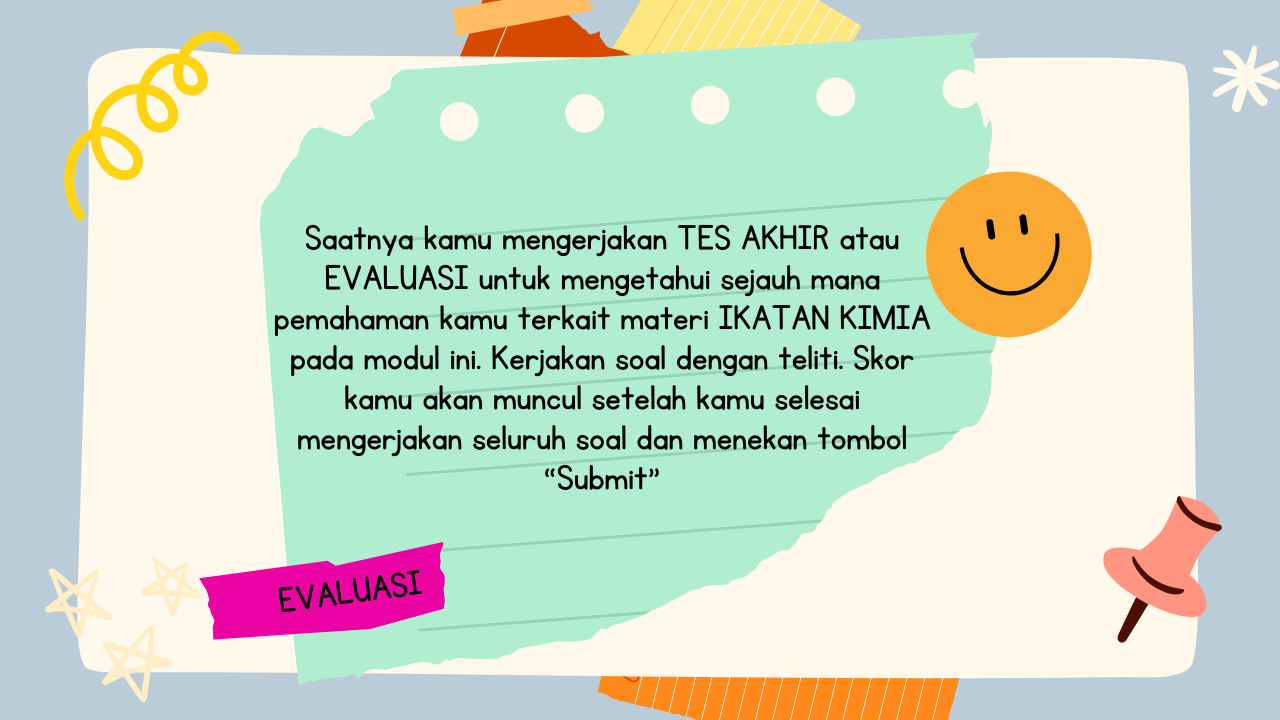 Saatnya kamu mengerjakan TES AKHIR atau
EVALUASI untuk mengetahui sejauh mana
pemahaman kamu terkait materi IKATAN KIMIA
pada modul ini. Kerjakan soal dengan teliti. Skor
kamu akan muncul setelah kamu selesai
mengerjakan seluruh soal dan menekan tombol
“Submit”
EVALUASI